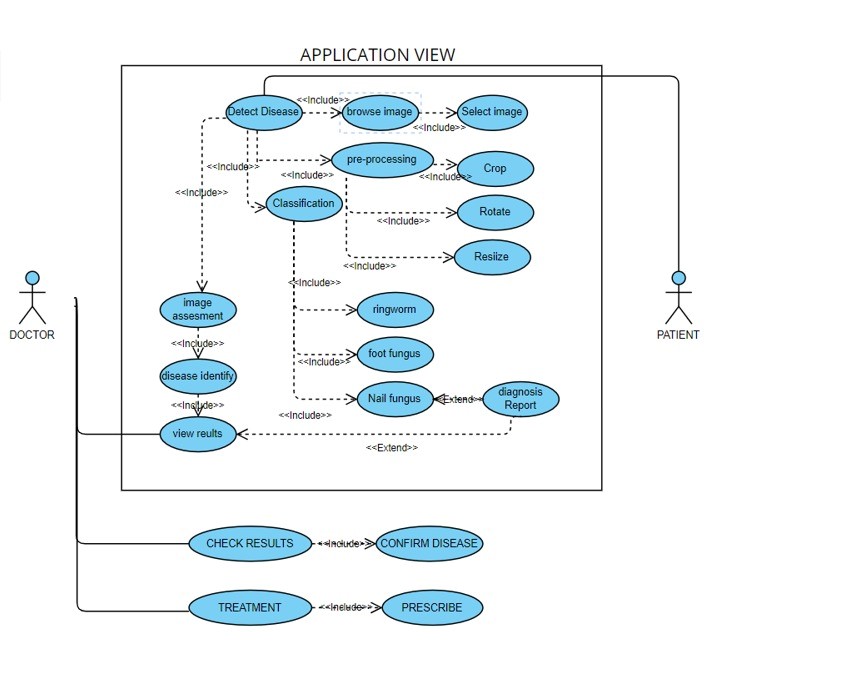 APPLICATION VIEW
Detect Disease
<<Include>>
browse image
<<Include>>
Select image
<<Include>>
pre-processing
<<Include>>
<<Include>>
Crop
<<Include>>
Classification
Rotate
<<Include>>
Resiize
<<Include>>
<<Include>>
image
assesment
ringworm
<<Include>>
foot fungus
<<Include>>
disease identify
<<Include>>
Nail fungus
<<Extend>>
diagnosis
Report
<<Include>>
view reults
<<Extend>>
DOCTOR
PATIENT
CHECK RESULTS
<<Include>>
CONFIRM DISEASE
TREATMENT
<<Include>>
PRESCRIBE